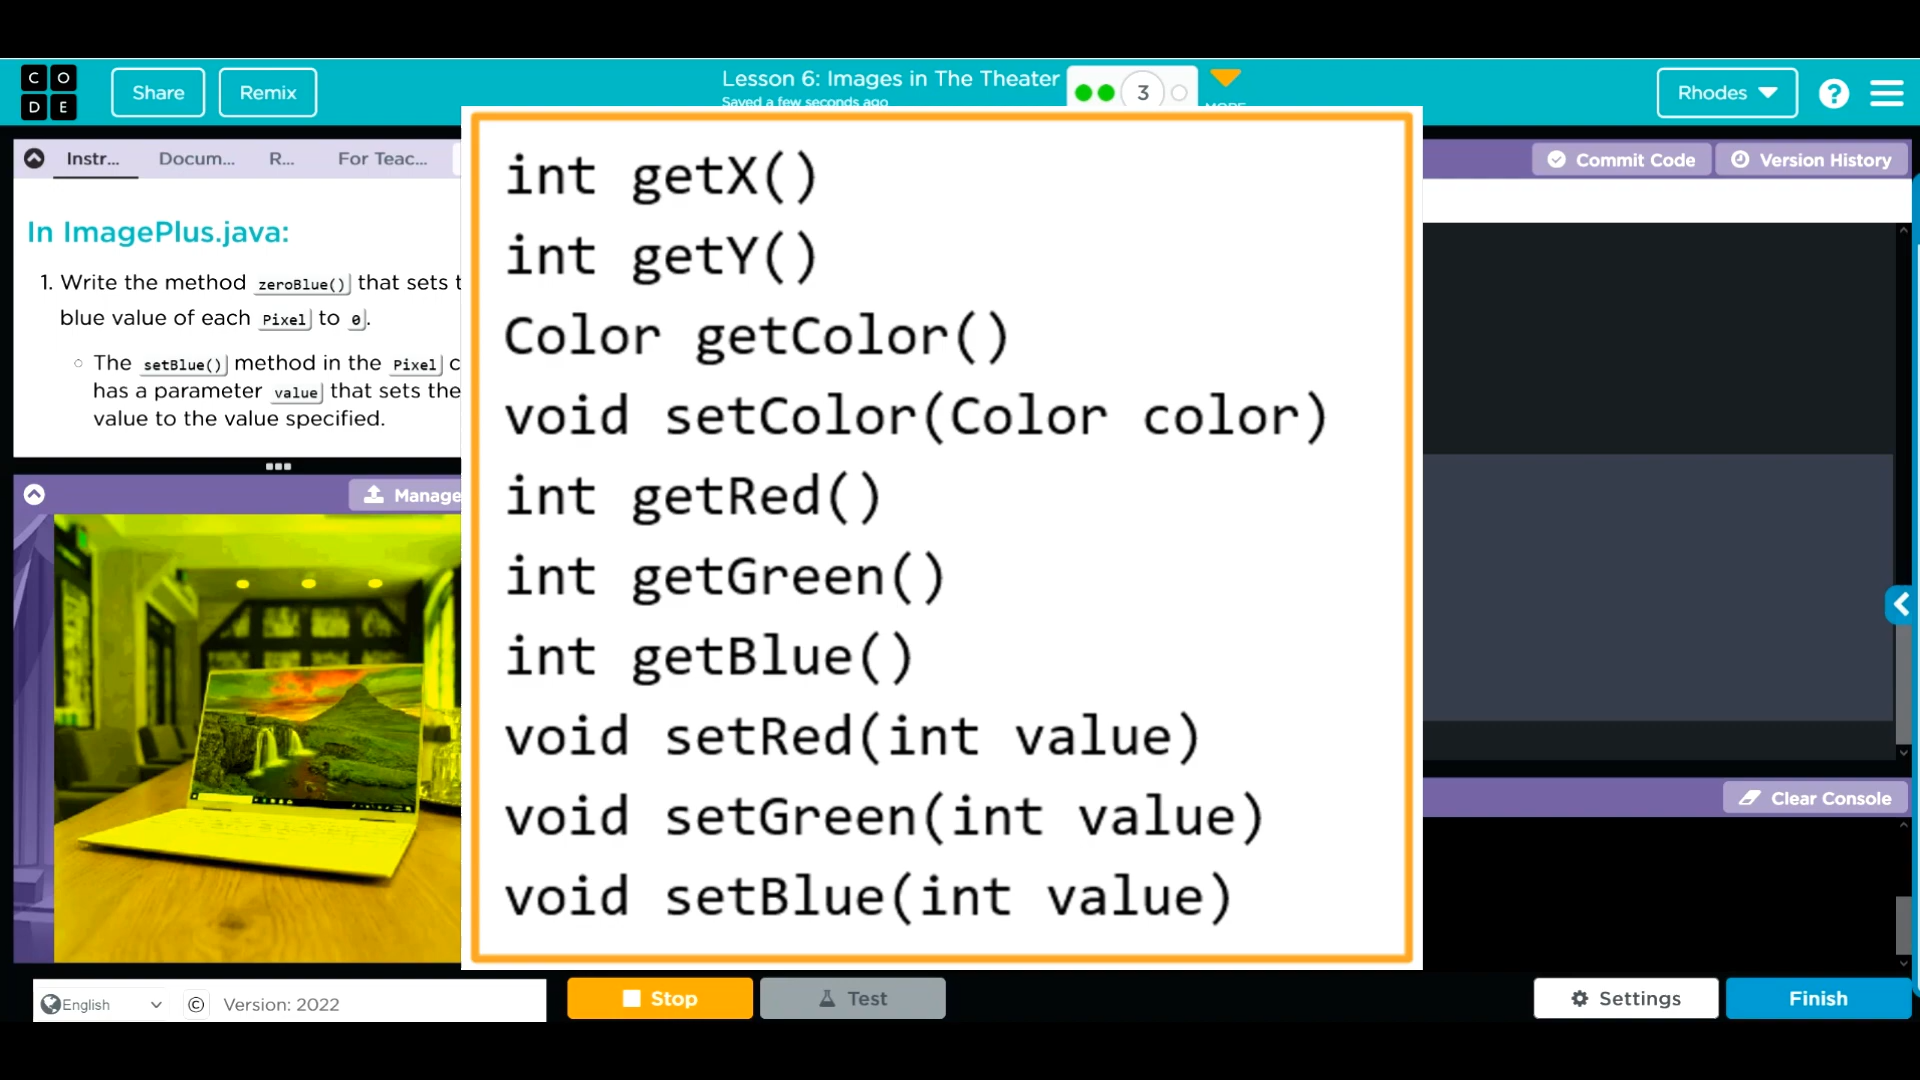 C O
D E
Share
Remix
Lesson 6: Images in The Theater
Saved a few seconds ago
3
MORE
Rhodes
?
Instr...
Docum...
R...
For Teac...
Commit Code
Version History
In ImagePlus.java:
1. Write the method zeroBlue() that sets t
blue value of each Pixel to 0.
The setBlue() method in the Pixel c
has a parameter value that sets the
value to the value specified.
Manage
int getX()
int getY()
Color getColor()
void setColor(Color color)
int getRed()
int getGreen()
int getBlue()
void setRed(int value)
void setGreen(int value)
void setBlue(int value)
Clear Console
English
© Version: 2022
Stop
Test
Settings
Finish